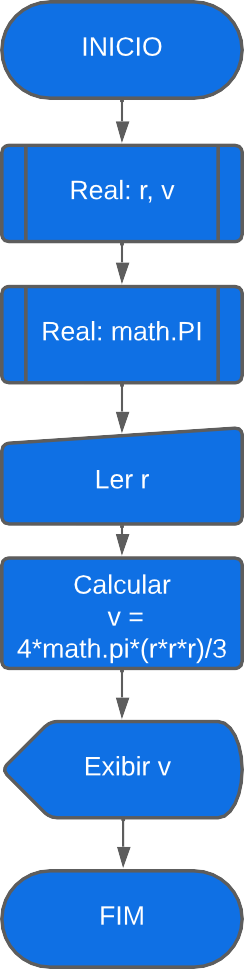 INICIO
Real: r, v
Real: math.PI
Ler r
Calcular
v =
4*math.pi*(r*r*r)/3
Exibir v
FIM